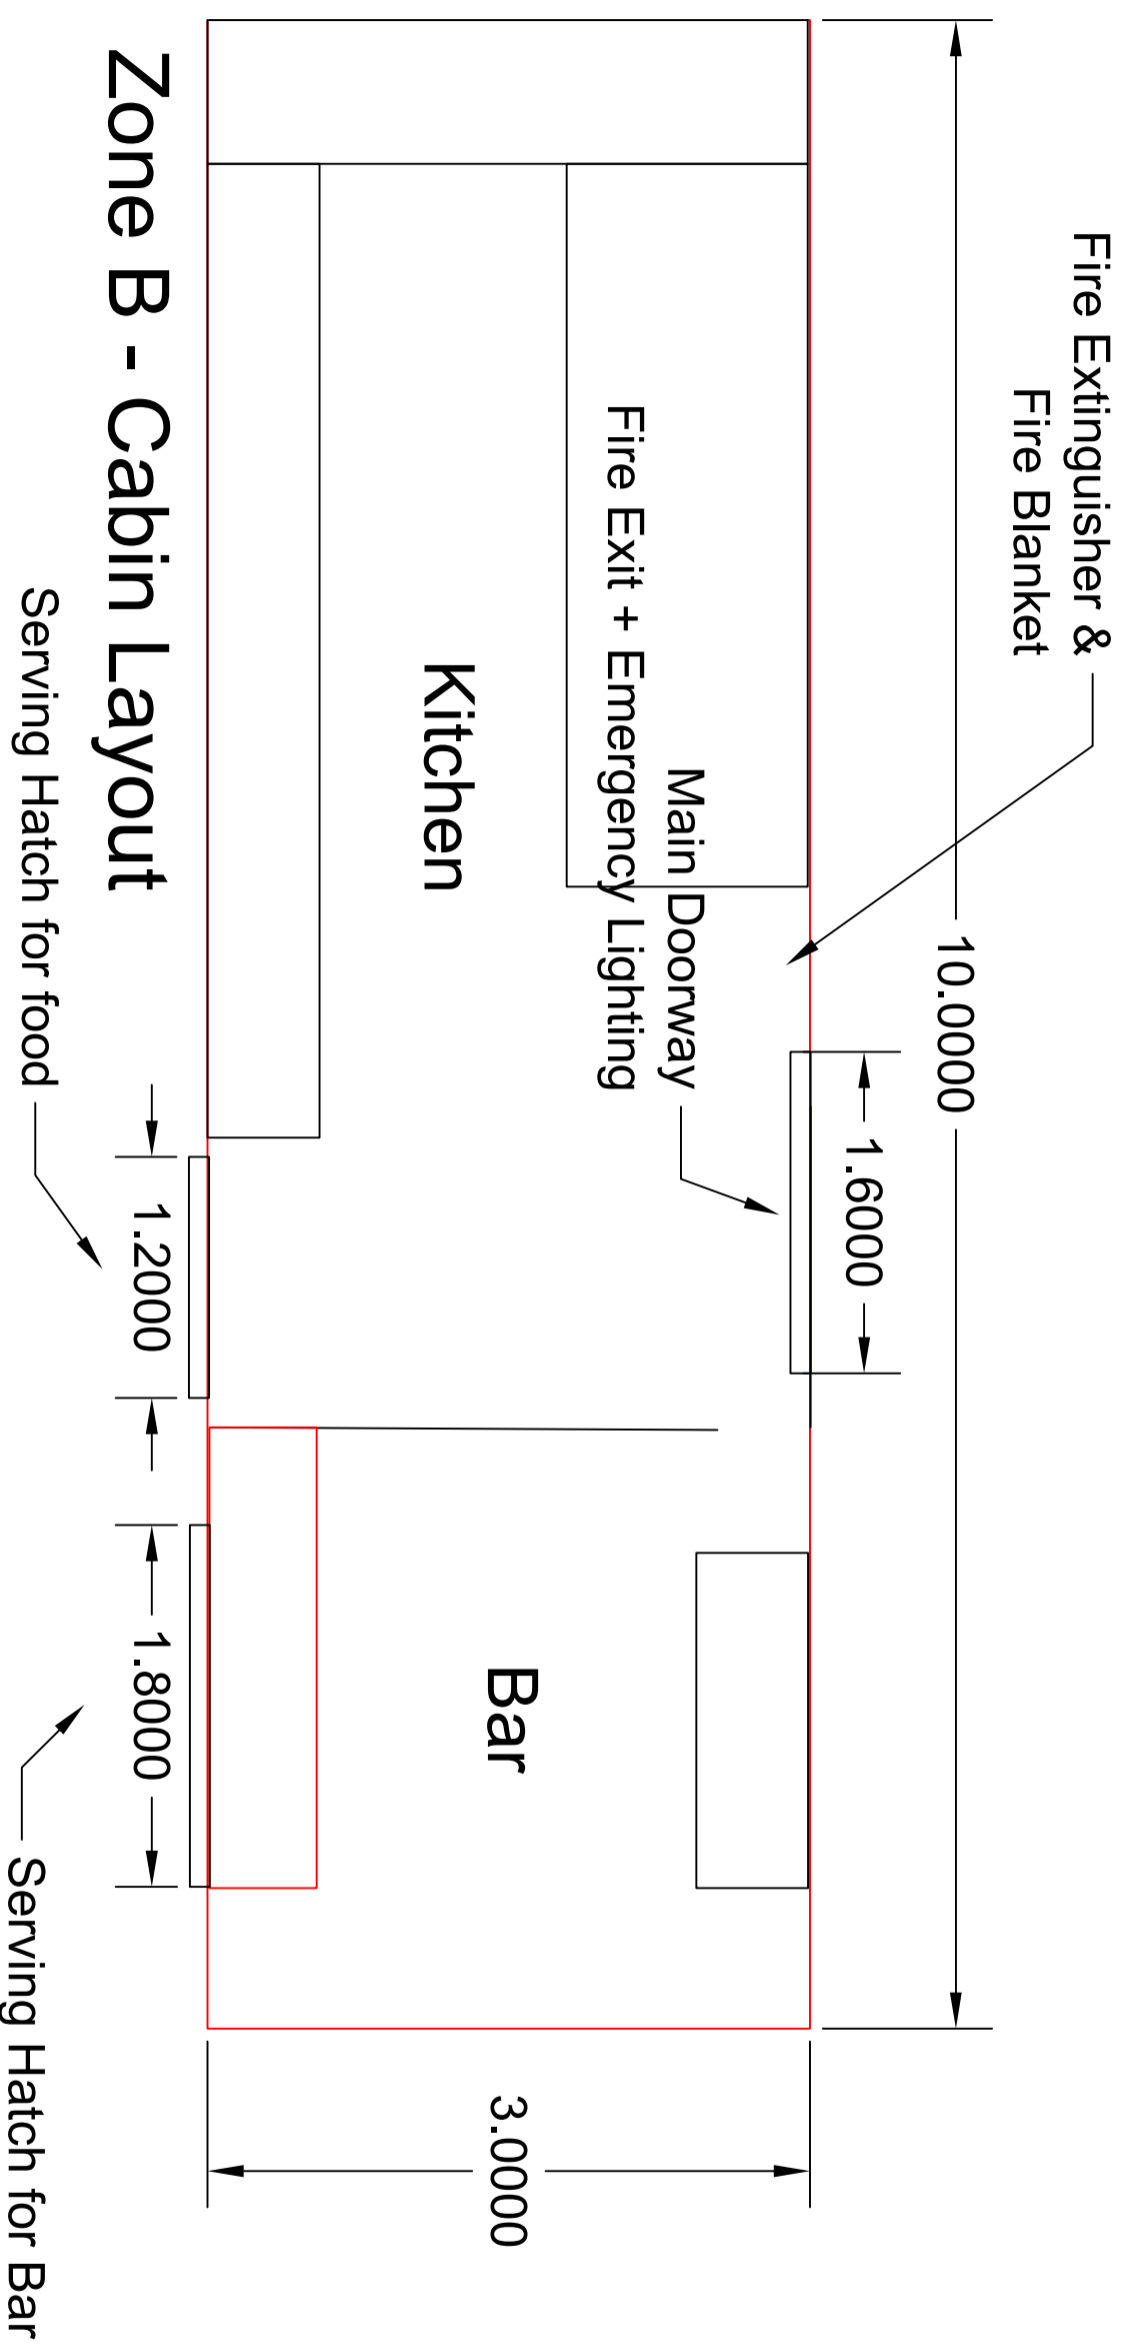 Fire Extinguisher &
Fire Blanket
10.0000
1.6000
Main Doorway
Fire Exit + Emergency Lighting
Kitchen
Bar
3.0000
1.2000
1.8000
Zone B - Cabin Layout
Serving Hatch for food
Serving Hatch for Bar